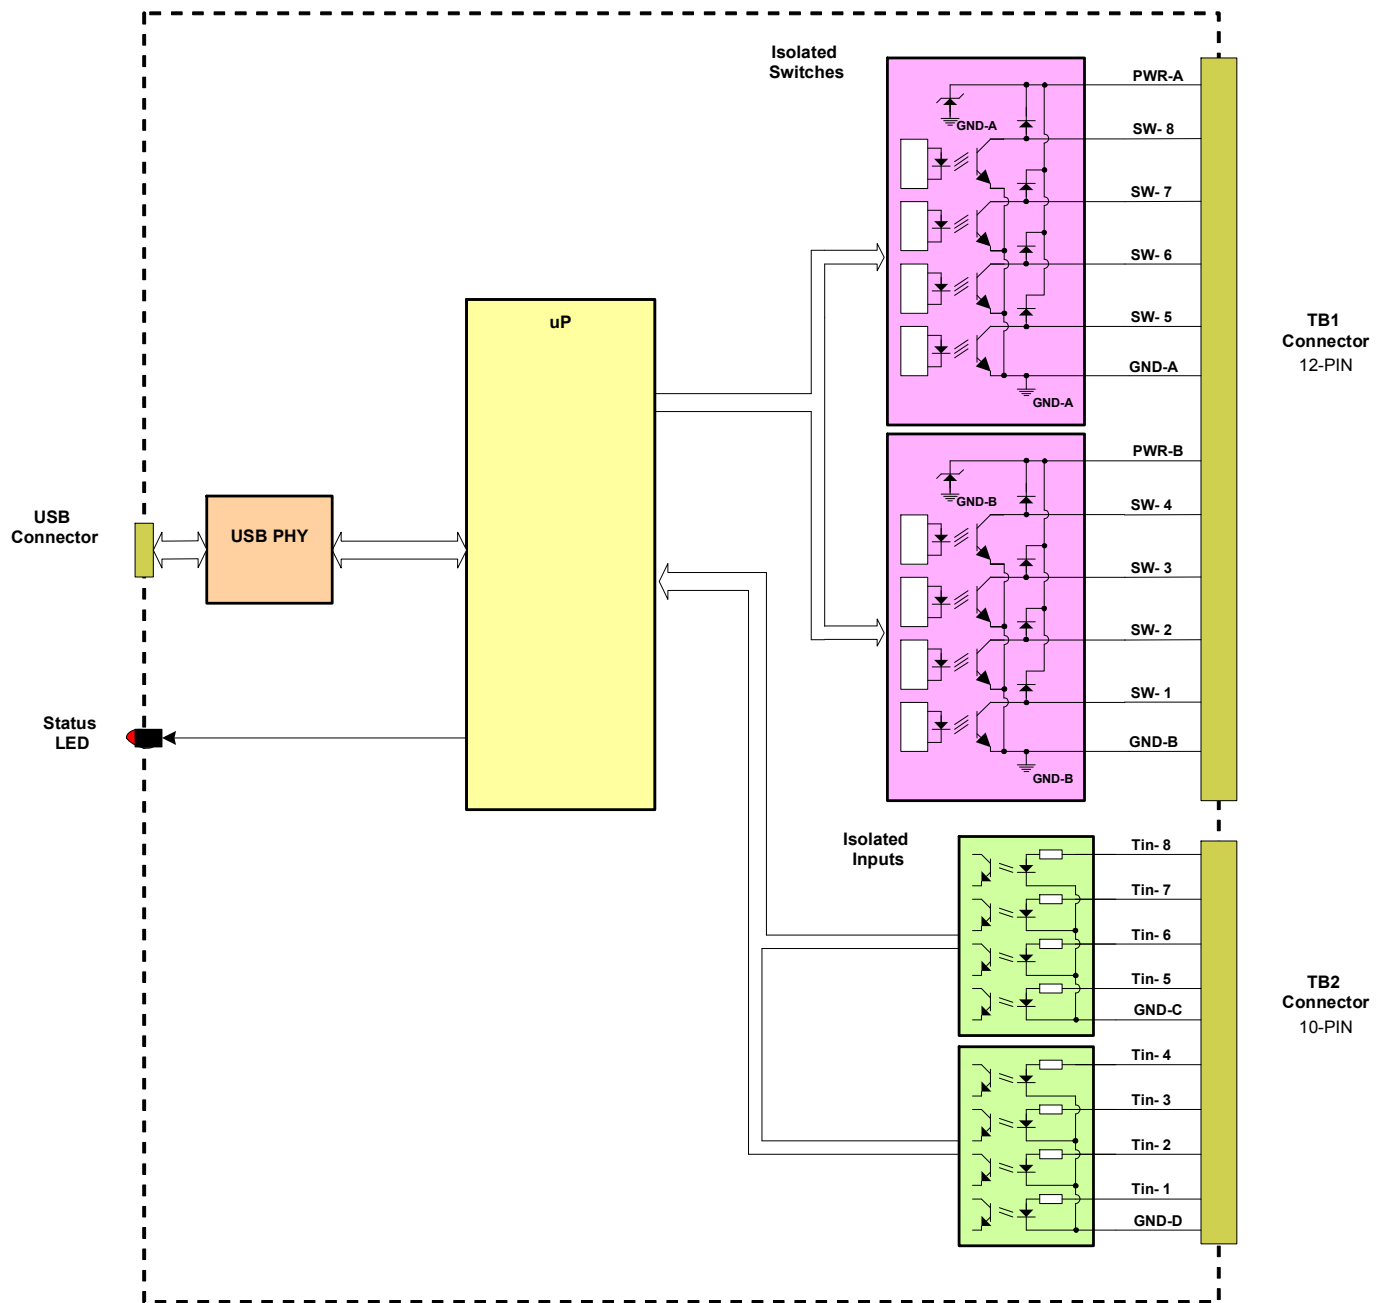 Isolated
Switches
PWR-A
GND-A
SW- 8
SW- 7
SW- 6
SW- 5
GND-A
GND-A
TB1
Connector
12-PIN
uP
PWR-B
GND-B
SW- 4
SW- 3
SW- 2
SW- 1
GND-B
GND-B
USB
Connector
USB PHY
Status
LED
Isolated
Inputs
Tin- 8
Tin- 7
Tin- 6
Tin- 5
GND-C
Tin- 4
Tin- 3
Tin- 2
Tin- 1
GND-D
TB2
Connector
10-PIN